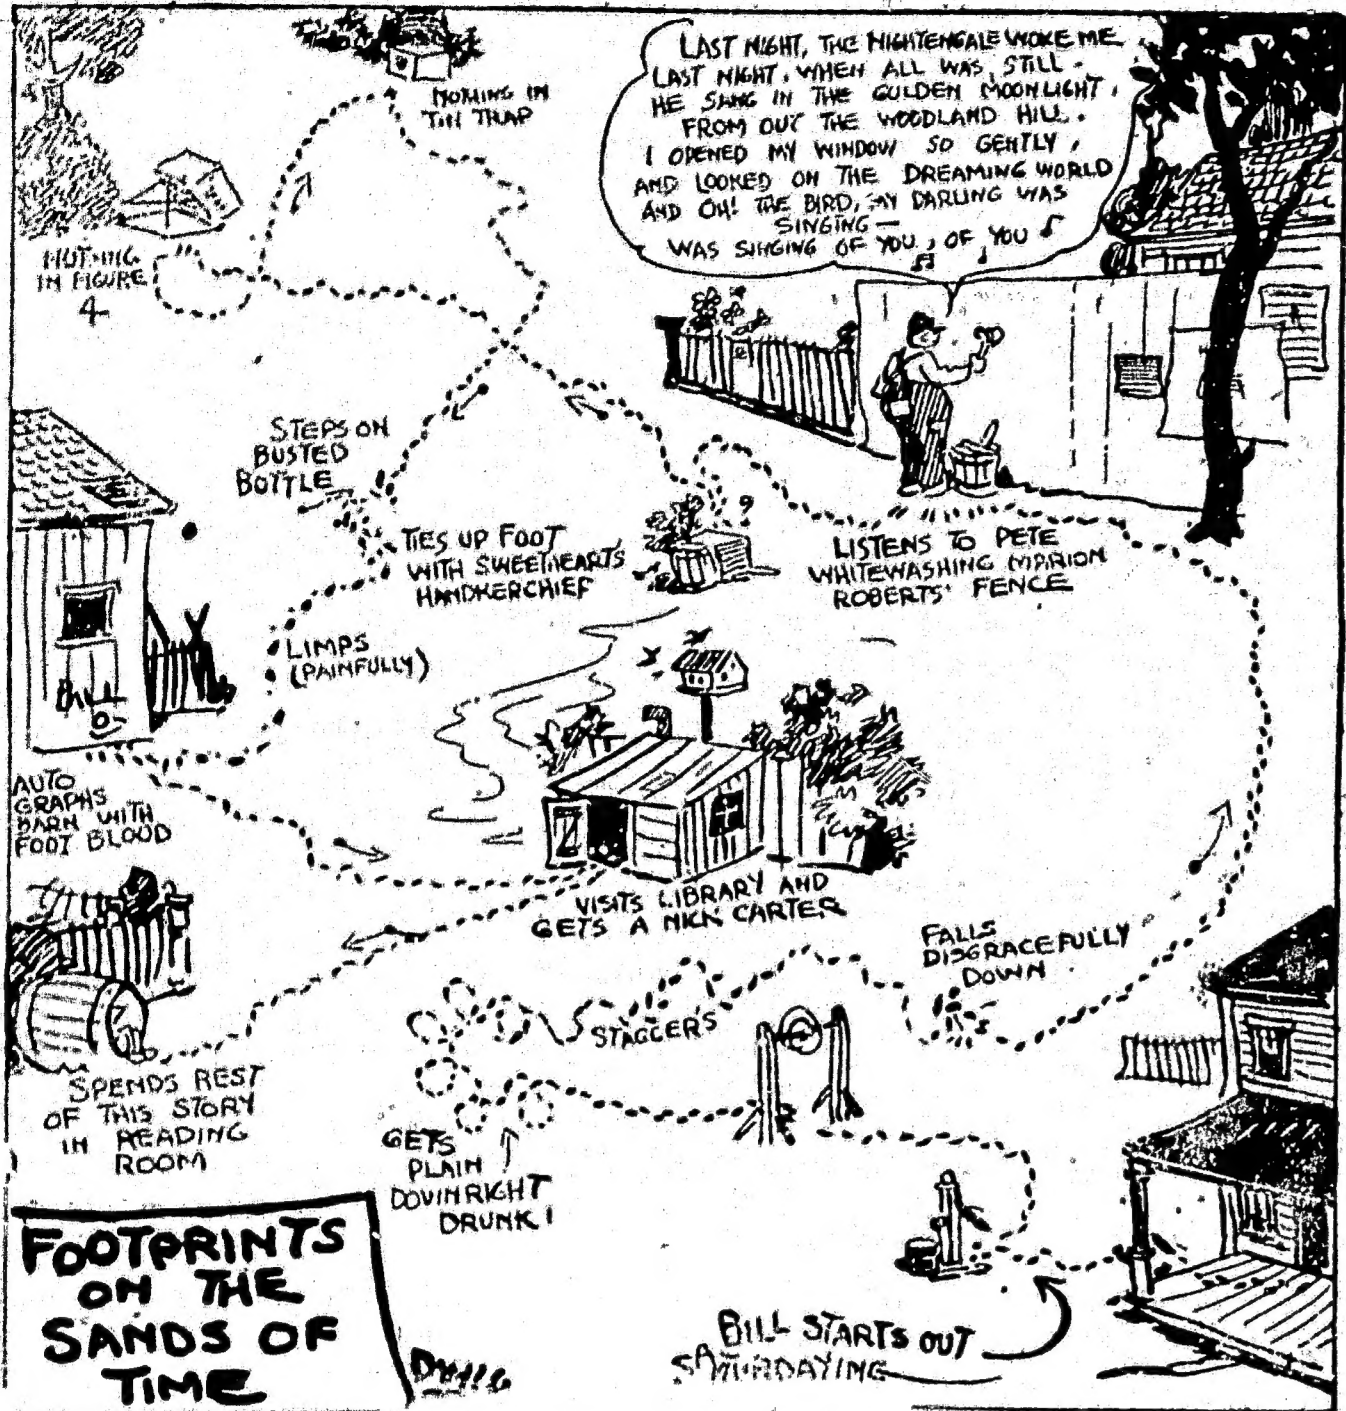 LAST NIGHT, THE NIGHTENGALE WOKE ME
LAST NIGHT, WHEN ALL WAS STILL.
HE SANG IN THE GOLDEN MOONLIGHT,
FROM OUT THE WOODLAND HILL.
I OPENED MY WINDOW SO GENTLY,
AND LOOKED ON THE DREAMING WORLD
AND OH! THE BIRD, MY DARLING WAS
SINGING —
WAS SINGING OF YOU, OF YOU
NOTHING IN
TIN TRAP
NOTHING
IN FIGURE
4
STEPS ON
BUSTED
BOTTLE
TIES UP FOOT
WITH SWEETHEARTS
HANDKERCHIEF
LISTENS TO PETE
WHITEWASHING MARION
ROBERTS' FENCE
LIMPS
(PAINFULLY)
BILL
AUTO
GRAPHS
BARN WITH
FOOT BLOOD
VISITS LIBRARY AND
GETS A NICK CARTER
FALLS
DISGRACEFULLY
DOWN
STAGGERS
SPENDS REST
OF THIS STORY
IN READING
ROOM
GETS
PLAIN
DOWNRIGHT
DRUNK!
BILL STARTS OUT
SATURDAYING
FOOTPRINTS
ON THE
SANDS OF
TIME